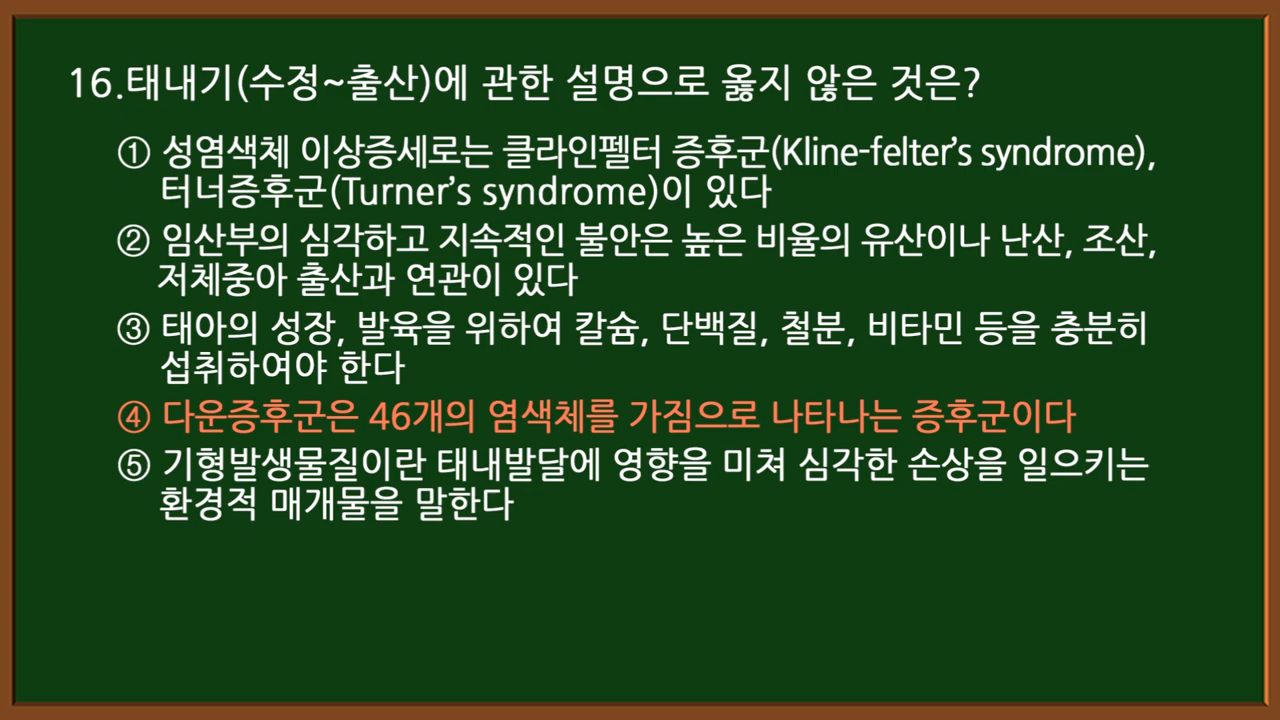 16.태내기(수정~출산)에 관한 설명으로 옳지 않은 것은?
① 성염색체 이상증세로는 클라인펠터 증후군(Kline-felter's syndrome),
터너증후군(Turner's syndrome)이 있다
② 임산부의 심각하고 지속적인 불안은 높은 비율의 유산이나 난산, 조산,
저체중아 출산과 연관이 있다
③ 태아의 성장, 발육을 위하여 칼슘, 단백질, 철분, 비타민 등을 충분히
섭취하여야 한다
④ 다운증후군은 46개의 염색체를 가짐으로 나타나는 증후군이다
⑤ 기형발생물질이란 태내발달에 영향을 미쳐 심각한 손상을 일으키는
환경적 매개물을 말한다